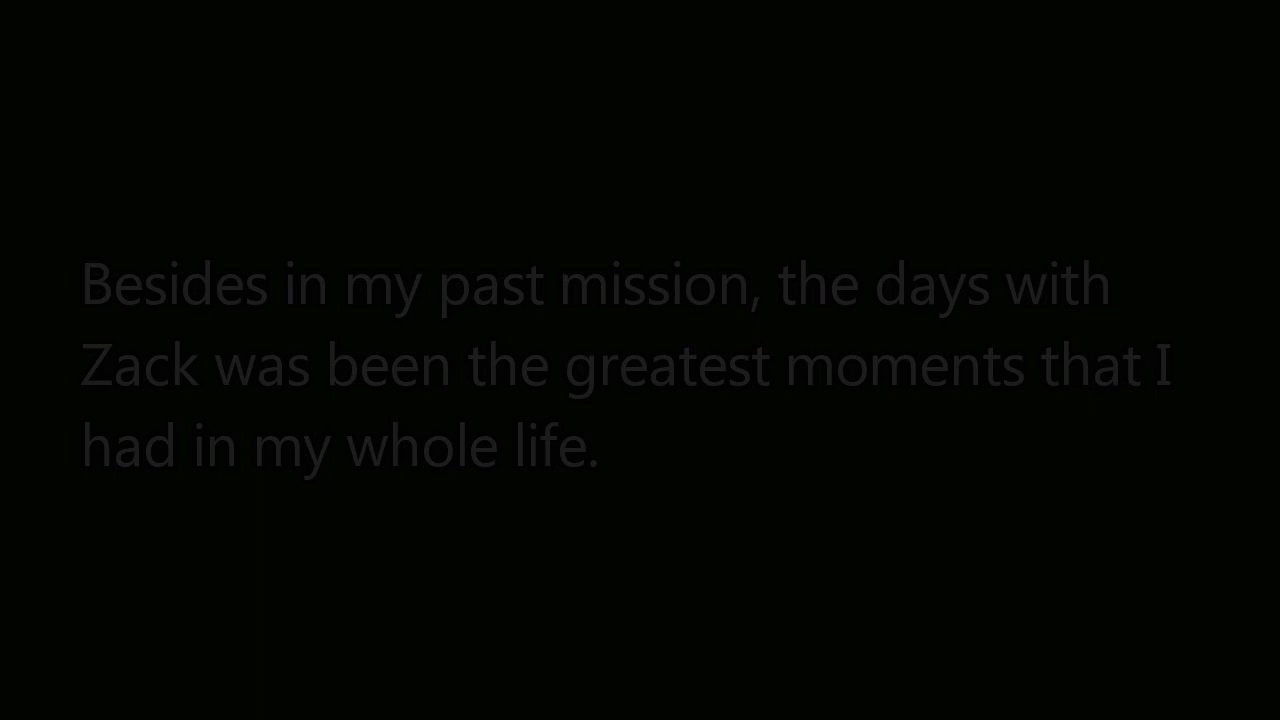 Besides in my past mission, the days with
Zack was been the greatest moments that I
had in my whole life.